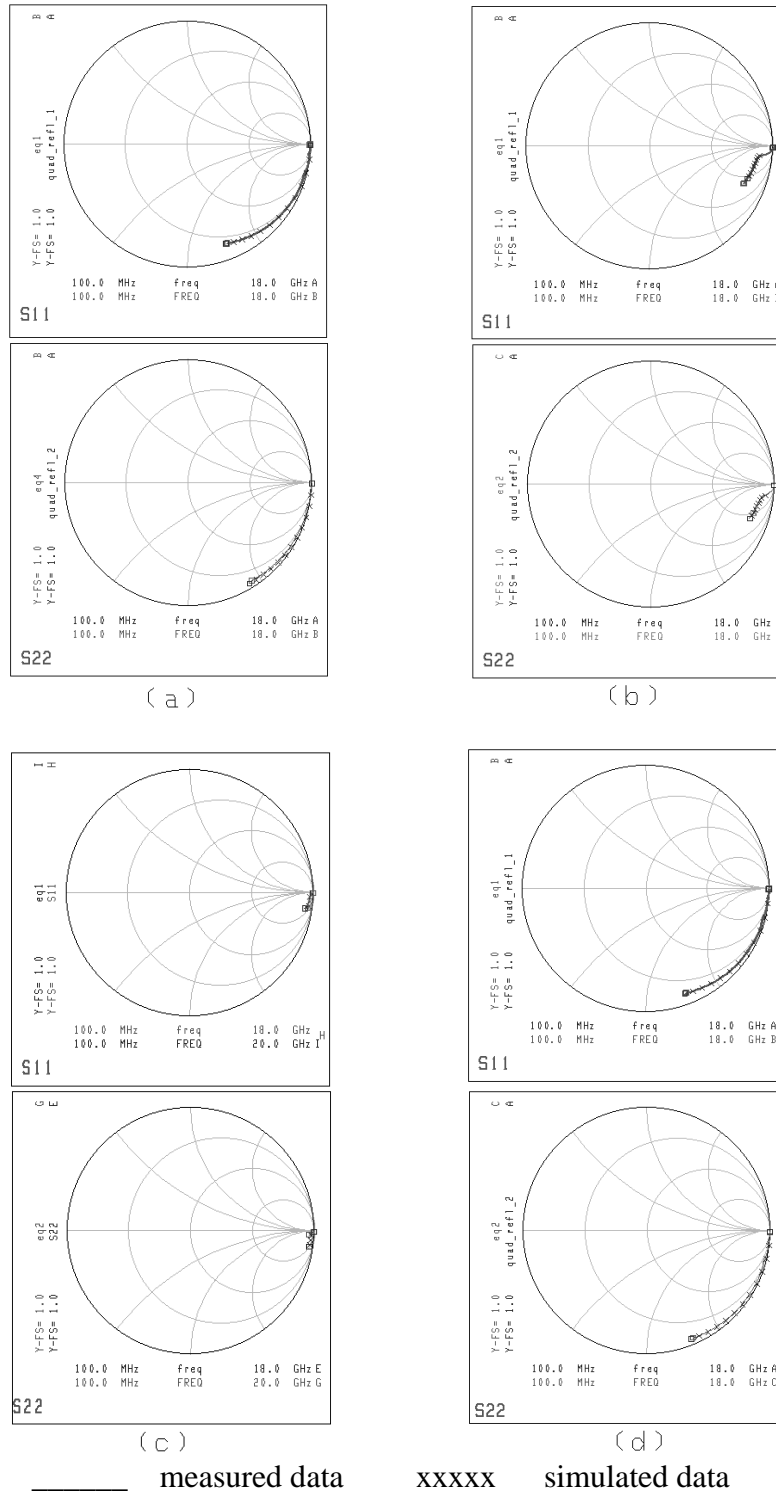 B
A
eq1
quad_refl_1
Y-FS= 1.0
Y-FS= 1.0
100.0 MHz freq 18.0 GHz A
100.0 MHz FREQ 18.0 GHz B
S11
B
A
eq4
quad_refl_2
Y-FS= 1.0
Y-FS= 1.0
100.0 MHz freq 18.0 GHz A
100.0 MHz FREQ 18.0 GHz B
S22
(a)
B
A
eq1
quad_refl_1
Y-FS= 1.0
Y-FS= 1.0
100.0 MHz freq 18.0 GHz
100.0 MHz FREQ 18.0 GHz
S11
C
A
eq2
quad_refl_2
Y-FS= 1.0
Y-FS= 1.0
100.0 MHz freq 18.0 GHz
100.0 MHz FREQ 18.0 GHz
S22
(b)
I
H
eq1
S11
Y-FS= 1.0
Y-FS= 1.0
100.0 MHz freq 18.0 GHz H
100.0 MHz FREQ 20.0 GHz I
S11
G
E
eq2
S22
Y-FS= 1.0
Y-FS= 1.0
100.0 MHz freq 18.0 GHz E
100.0 MHz FREQ 20.0 GHz G
S22
(c)
B
A
eq1
quad_refl_1
Y-FS= 1.0
Y-FS= 1.0
100.0 MHz freq 18.0 GHz A
100.0 MHz FREQ 18.0 GHz B
S11
C
A
eq2
quad_refl_2
Y-FS= 1.0
Y-FS= 1.0
100.0 MHz freq 18.0 GHz A
100.0 MHz FREQ 18.0 GHz C
S22
(d)
______ measured data xxxxx simulated data